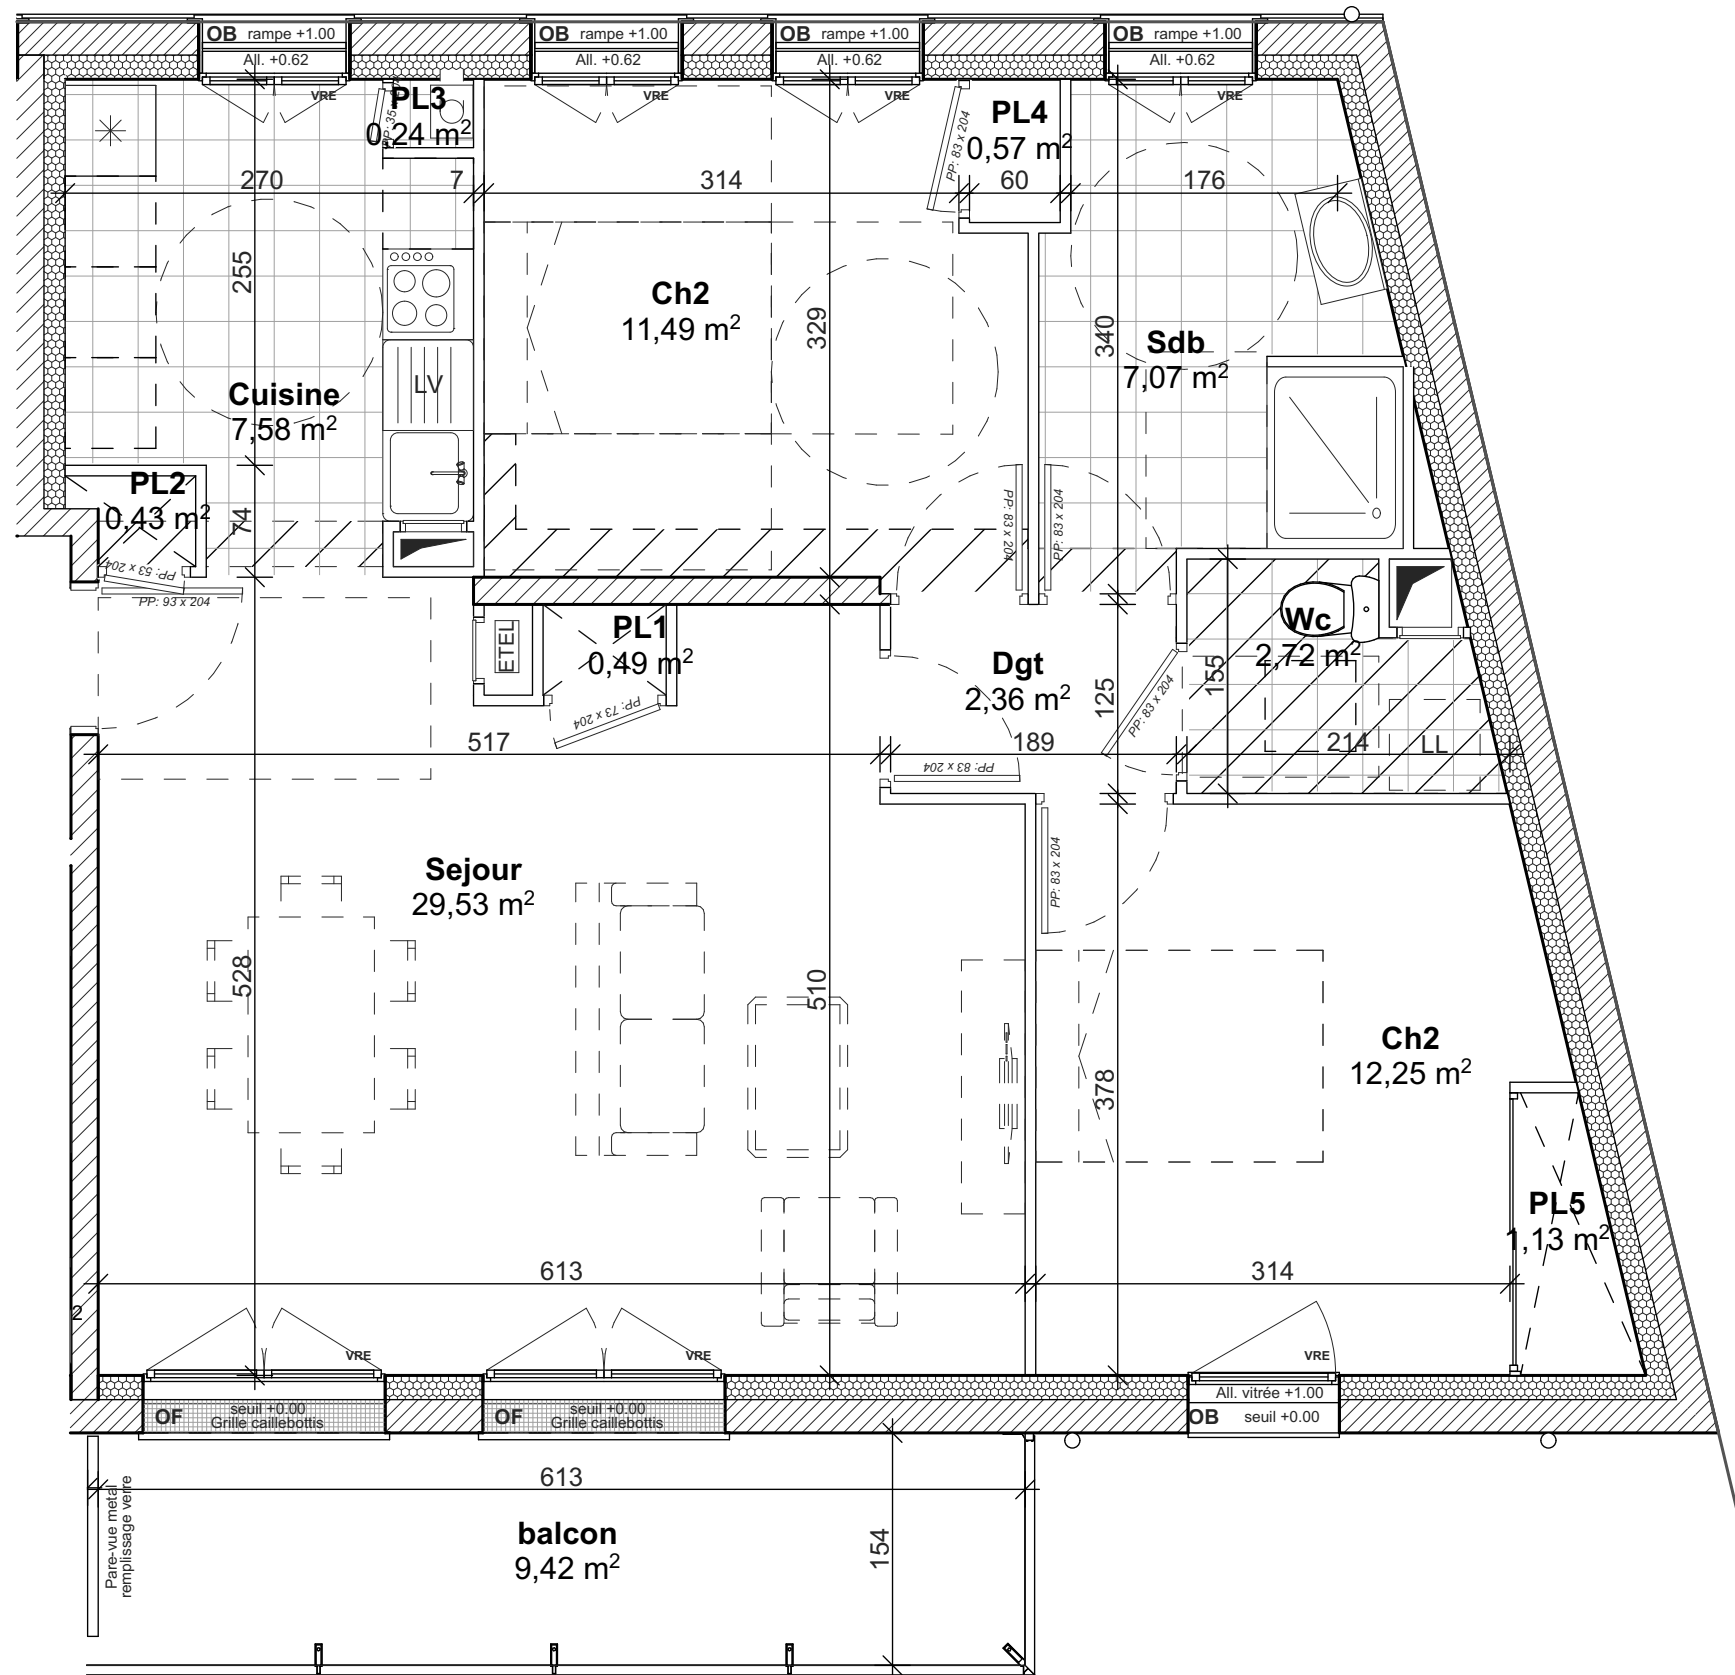 OB rampe +1.00
All. +0.62
VRE
OB rampe +1.00
All. +0.62
OB rampe +1.00
All. +0.62
VRE
OB rampe +1.00
All. +0.62
VRE
PL3
0,24 m²
PL4
0,57 m²
PP: 83 x 204
270
7
314
60
176
255
329
340
Ch2
11,49 m²
Sdb
7,07 m²
Cuisine
7,58 m²
LV
PL2
0,43 m²
74
PP: 53 x 204
PP: 93 x 204
PP: 83 x 204
PP: 83 x 204
ETEL
PL1
0,49 m²
PP: 73 x 204
Dgt
2,36 m²
125
PP: 83 x 204
155
Wc
2,72 m²
LL
517
189
214
PP: 83 x 204
PP: 83 x 204
Sejour
29,53 m²
528
510
378
Ch2
12,25 m²
PL5
1,13 m²
613
314
2
VRE
VRE
VRE
OF seuil +0.00
Grille caillebottis
OF seuil +0.00
Grille caillebottis
All. vitrée +1.00
OB seuil +0.00
613
154
Pare-vue metal
remplissage verre
balcon
9,42 m²